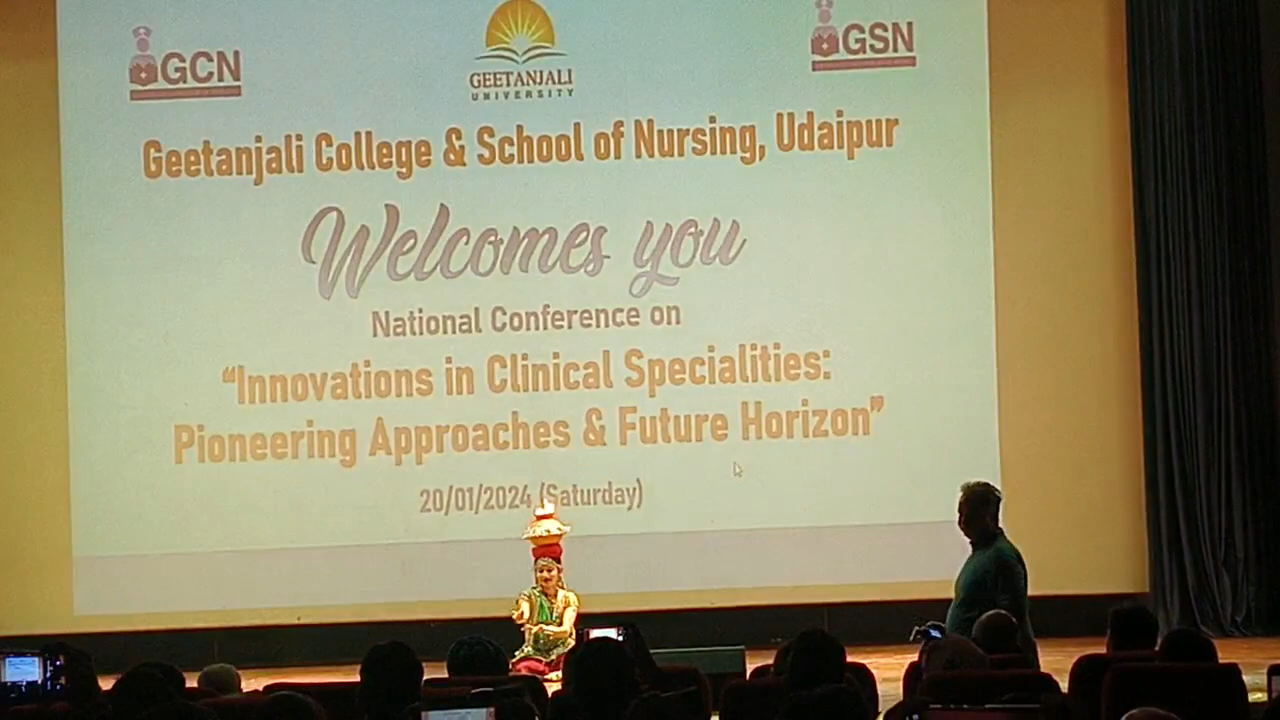 GCN
GEETANJALI
UNIVERSITY
GSN
Geetanjali College & School of Nursing, Udaipur
Welcomes you
National Conference on
“Innovations in Clinical Specialities:
Pioneering Approaches & Future Horizon”
20/01/2024 (Saturday)